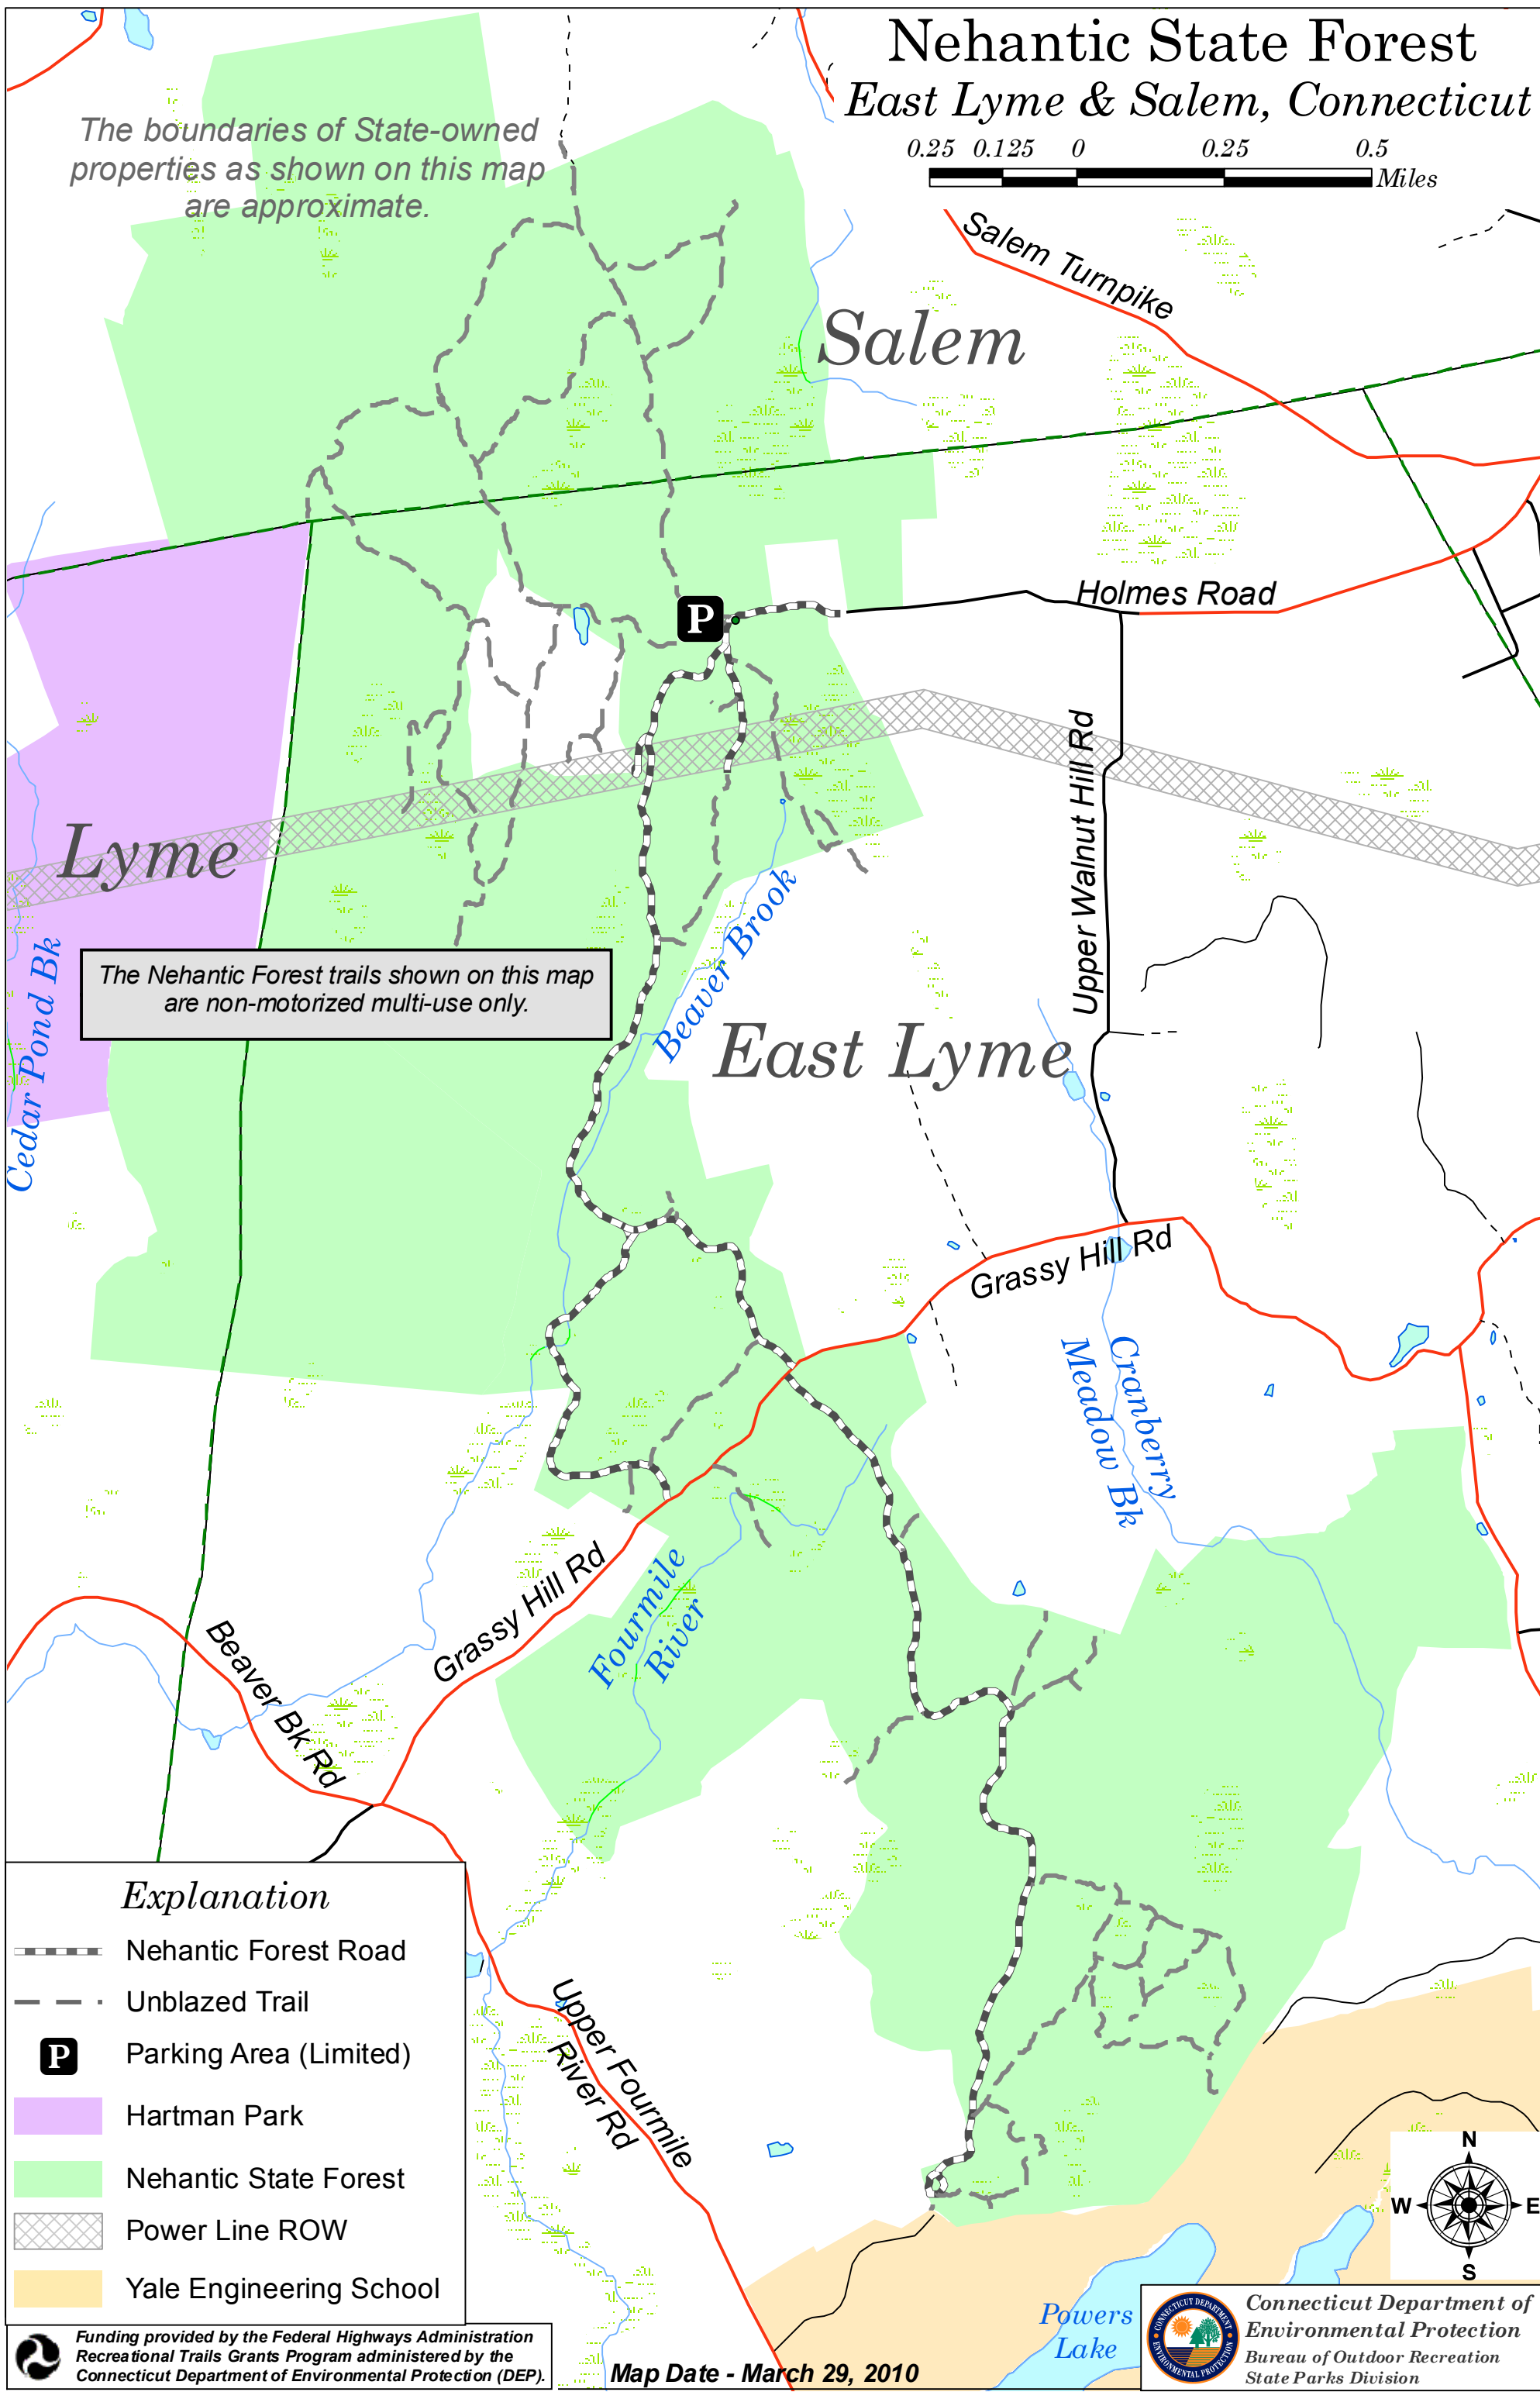 Nehantic State Forest
East Lyme & Salem, Connecticut
0.25 0.125 0 0.25 0.5
Miles
The boundaries of State-owned
properties as shown on this map
are approximate.
Salem Turnpike
Salem
Holmes Road
P
Upper Walnut Hill Rd
Lyme
Beaver Brook
Cedar Pond Bk
The Nehantic Forest trails shown on this map
are non-motorized multi-use only.
East Lyme
Grassy Hill Rd
Cranberry
Meadow Bk
Grassy Hill Rd
Fourmile
River
Beaver Bk Rd
Upper Fourmile
River Rd
Explanation
Nehantic Forest Road
Unblazed Trail
P Parking Area (Limited)
Hartman Park
Nehantic State Forest
Power Line ROW
Yale Engineering School
N
W E
S
Powers
Lake
Funding provided by the Federal Highways Administration
Recreational Trails Grants Program administered by the
Connecticut Department of Environmental Protection (DEP).
Map Date - March 29, 2010
CONNECTICUT DEPARTMENT
ENVIRONMENTAL PROTECTION
Connecticut Department of
Environmental Protection
Bureau of Outdoor Recreation
State Parks Division